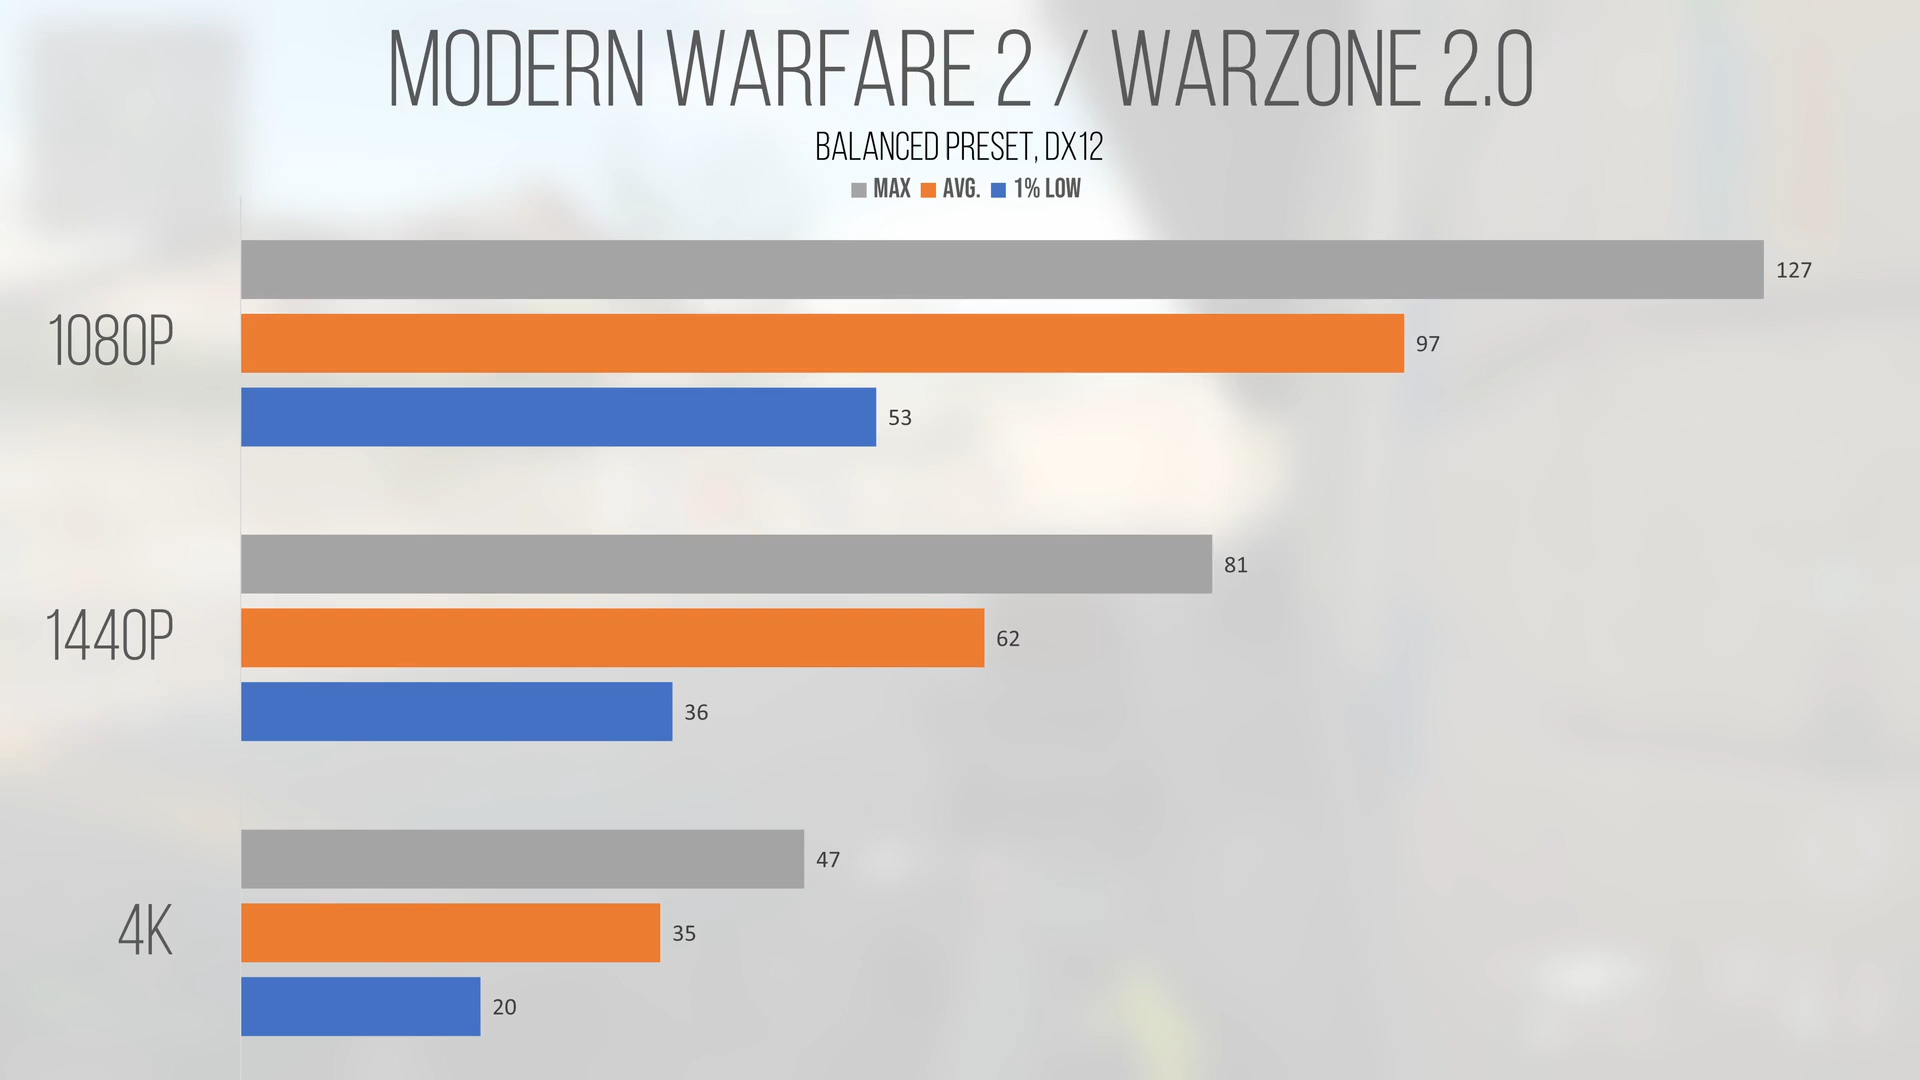 MODERN WARFARE 2 / WARZONE 2.0
BALANCED PRESET, DX12
MAX AVG. 1% LOW
127
1080P
97
53
81
1440P
62
36
47
4K
35
20